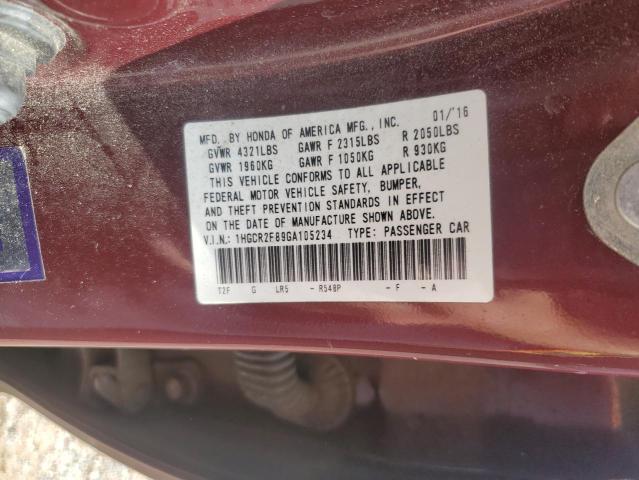 MFD. BY HONDA OF AMERICA MFG., INC. 01/'16
GVWR 4321LBS GAWR F 2315LBS R 2050LBS
GVWR 1960KG GAWR F 1050KG R 930KG
THIS VEHICLE CONFORMS TO ALL APPLICABLE
FEDERAL MOTOR VEHICLE SAFETY, BUMPER,
AND THEFT PREVENTION STANDARDS IN EFFECT
ON THE DATE OF MANUFACTURE SHOWN ABOVE.
V.I.N.: 1HGCR2F89GA105234 TYPE: PASSENGER CAR
T2F G LR5 - R548P - F - A